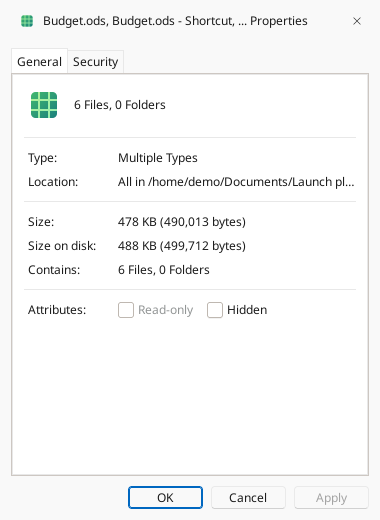 Budget.ods, Budget.ods - Shortcut, ... Properties
General Security
6 Files, 0 Folders
Type: Multiple Types
Location: All in /home/demo/Documents/Launch pl...
Size: 478 KB (490,013 bytes)
Size on disk: 488 KB (499,712 bytes)
Contains: 6 Files, 0 Folders
Attributes: Read-only Hidden
OK Cancel Apply